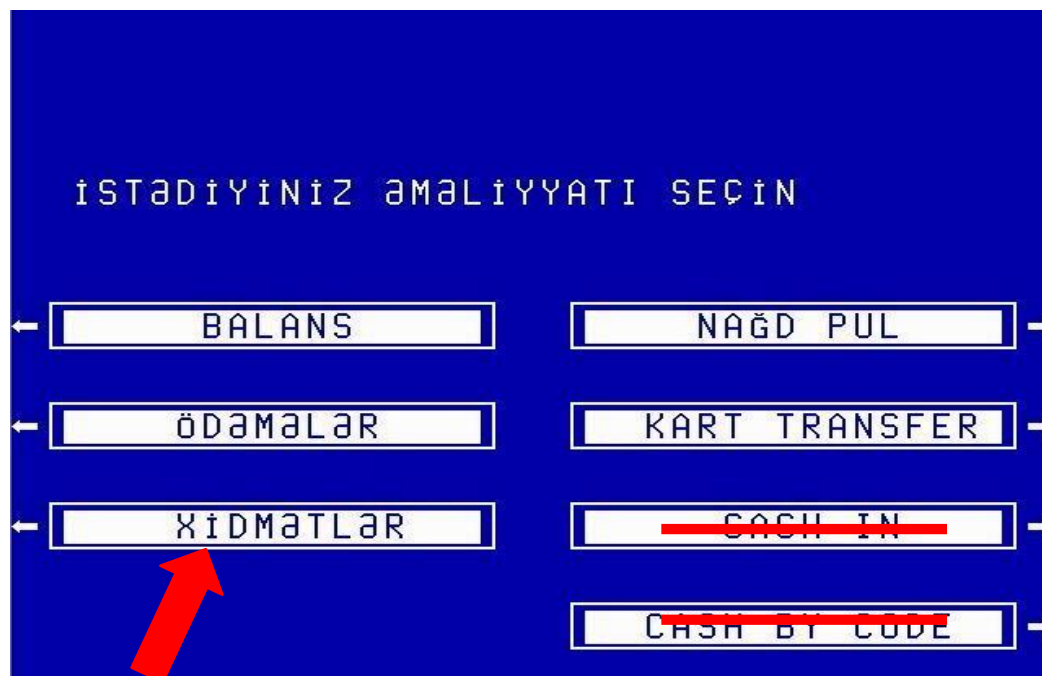 İSTƏDİYİNİZ ƏMƏLİYYATI SEÇİN
BALANS
NAĞD PUL
ÖDƏMƏLƏR
KART TRANSFER
XİDMƏTLƏR
CASH IN
CASH BY CODE